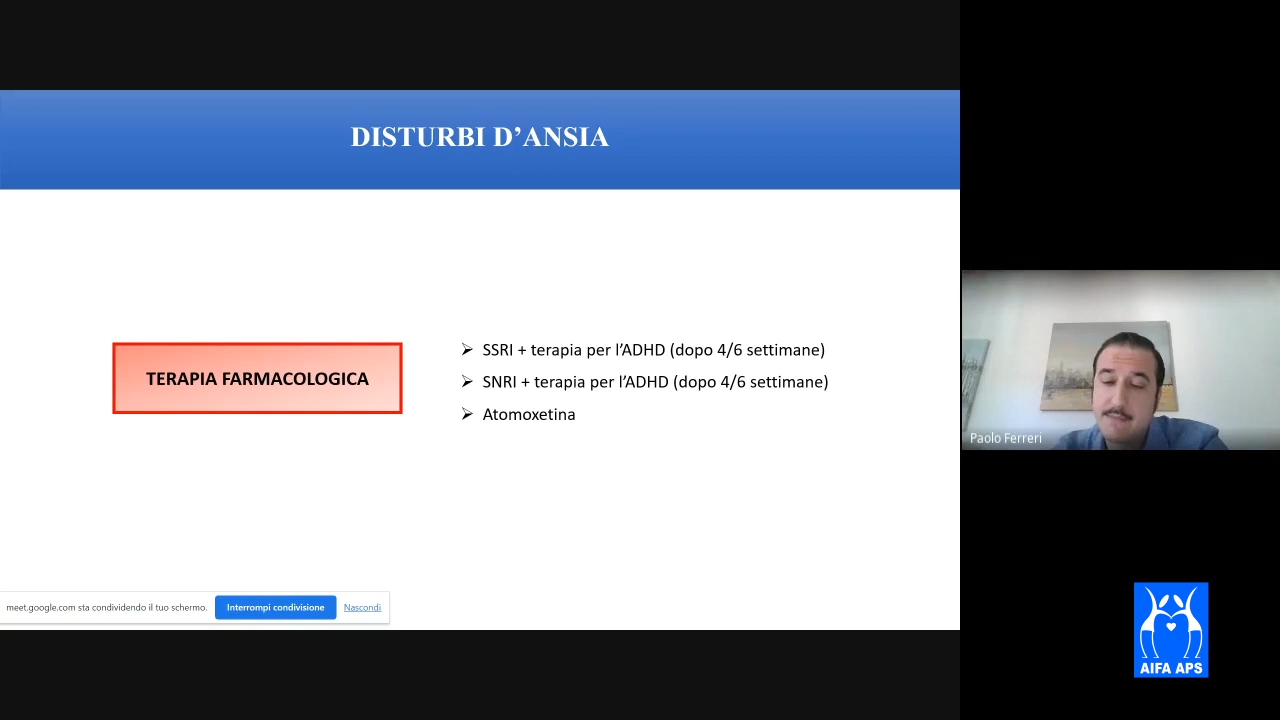 DISTURBI D’ANSIA
TERAPIA FARMACOLOGICA
➢ SSRI + terapia per l’ADHD (dopo 4/6 settimane)
➢ SNRI + terapia per l’ADHD (dopo 4/6 settimane)
➢ Atomoxetina
Paolo Ferreri
meet.google.com sta condividendo il tuo schermo. Interrompi condivisione Nascondi
AIFA APS